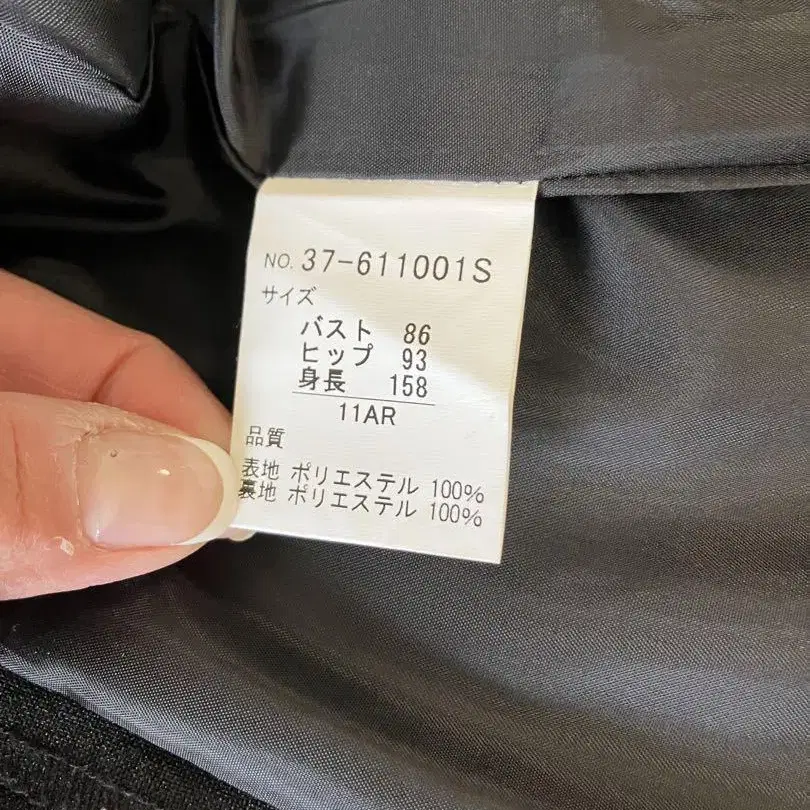 NO. 37-611001S
サイズ
バスト 86
ヒップ 93
身長 158
11AR
品質
表地 ポリエステル 100%
裏地 ポリエステル 100%